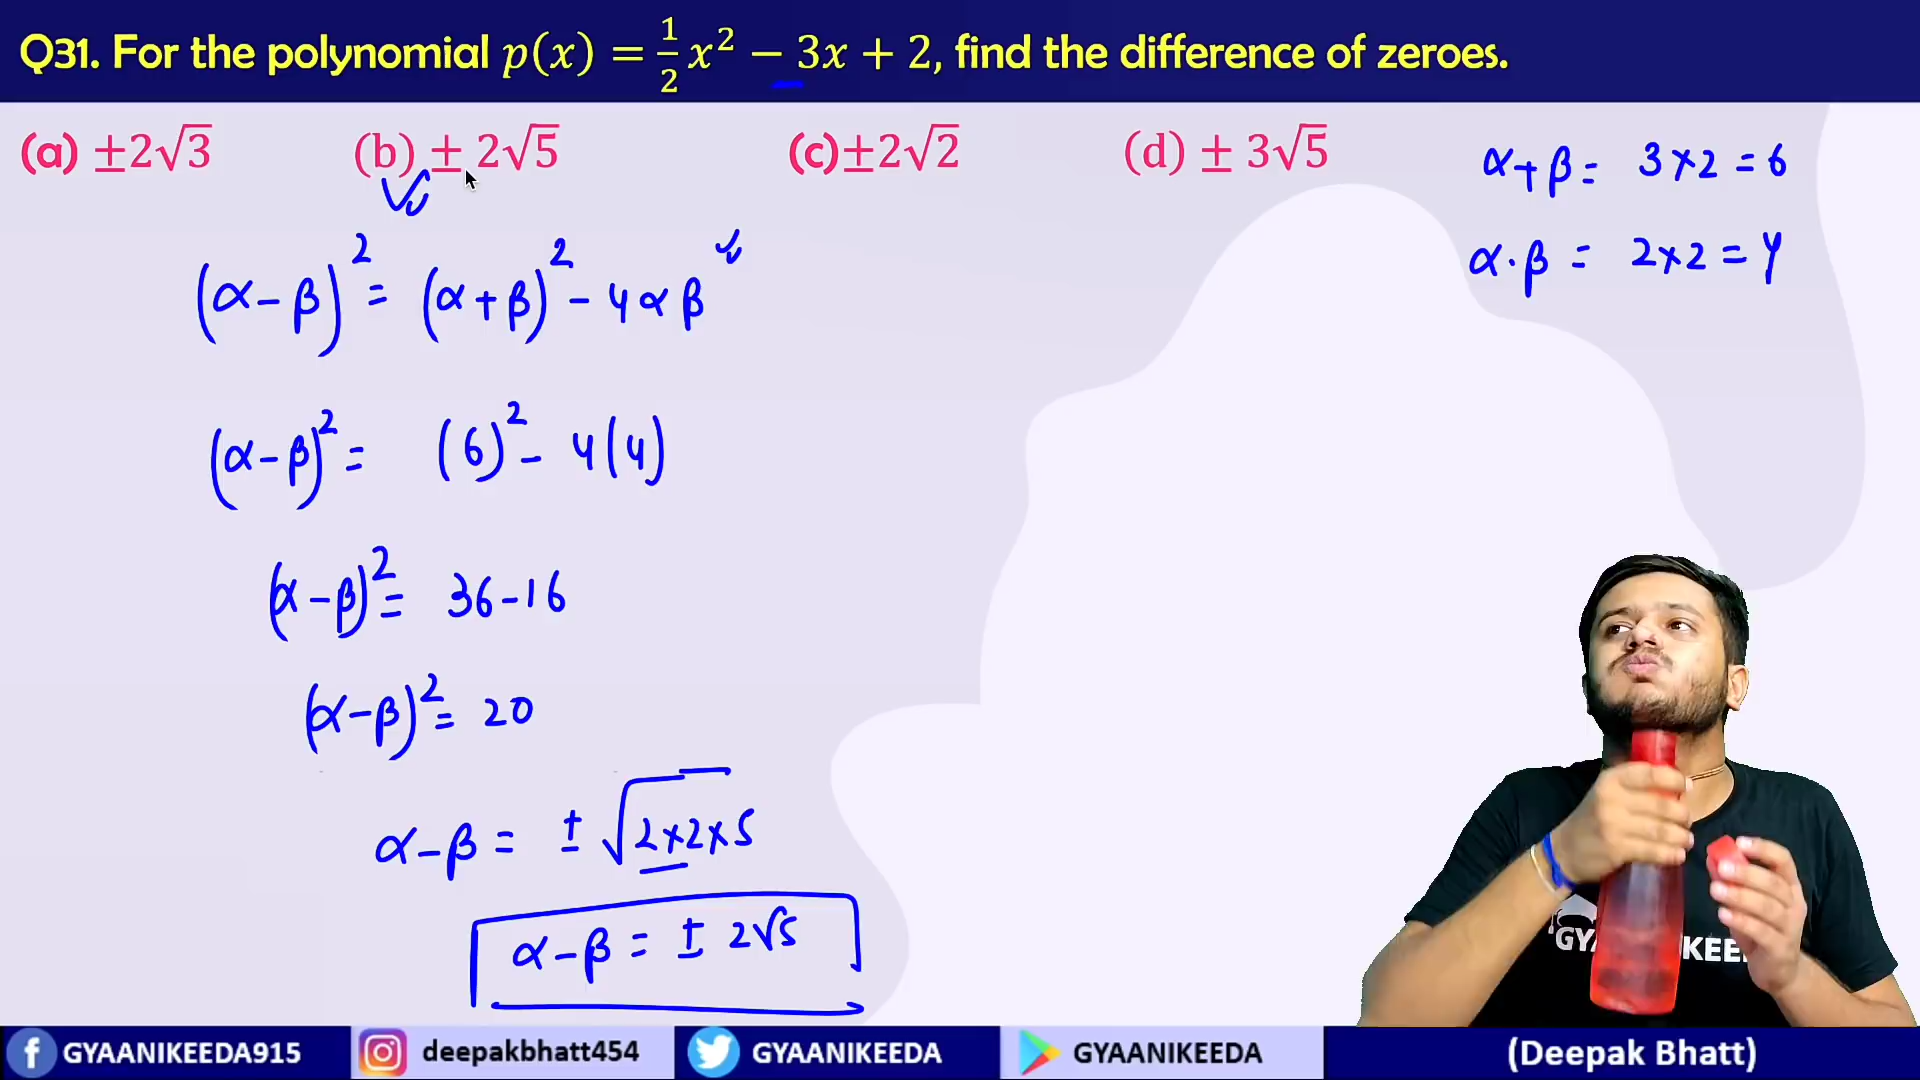 Q31. For the polynomial p(x) = 1/2 x² − 3x + 2, find the difference of zeroes.
(a) ±2√3 (b) ± 2√5 (c)±2√2 (d) ± 3√5
α+β = 3×2 = 6
α·β = 2×2 = 4
(α−β)² = (α+β)² − 4αβ
(α−β)² = (6)² − 4(4)
(α−β)² = 36−16
(α−β)² = 20
α−β = ± √2×2×5
α−β = ± 2√5
GYANIKEE
GYAANIKEEDA915 deepakbhatt454 GYAANIKEEDA GYAANIKEEDA (Deepak Bhatt)